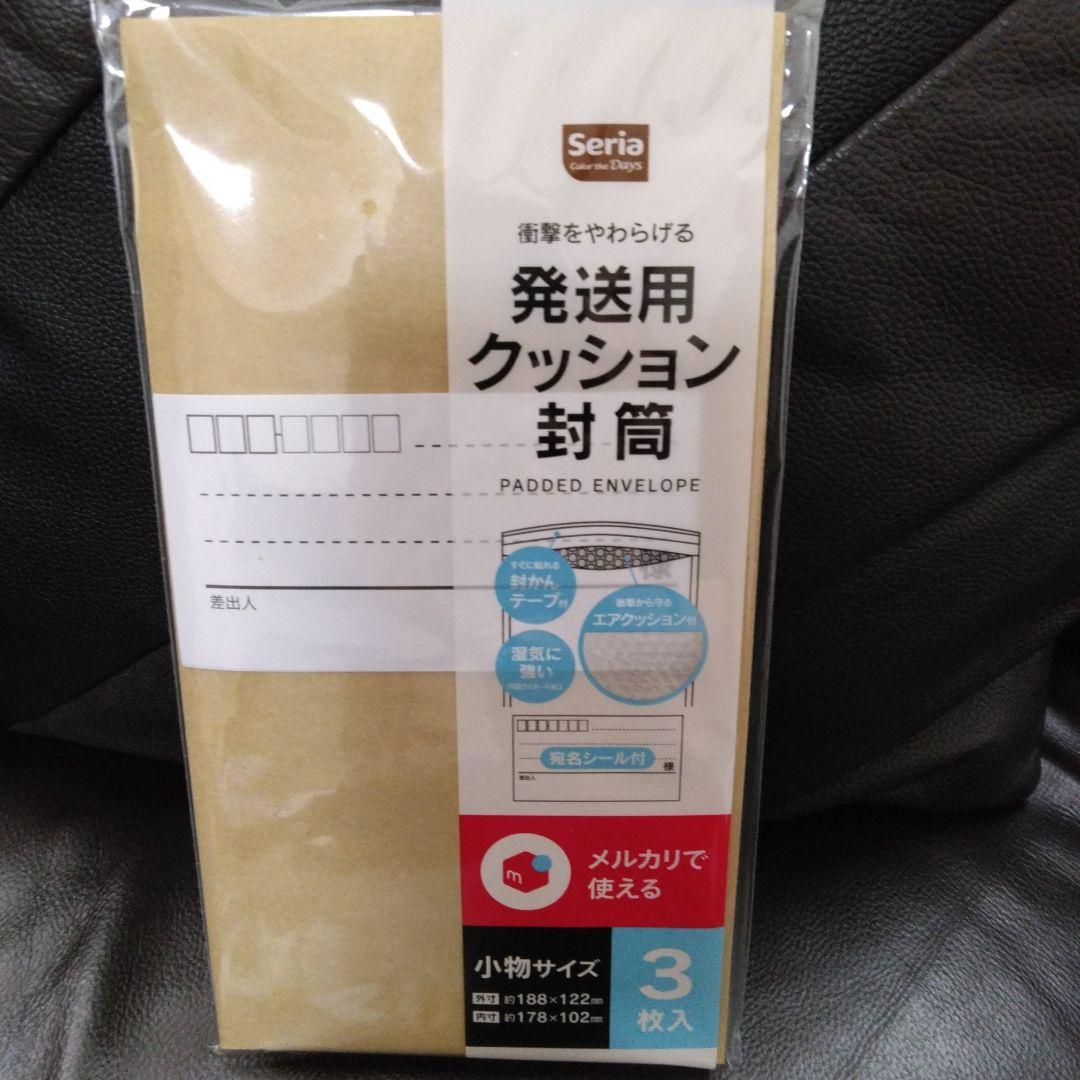 Seria
Color the Days
衝撃をやわらげる
発送用
クッション
封筒
PADDED ENVELOPE
差出人
様
すぐに貼れる
封かん
テープ付
衝撃から守る
エアクッション付
湿気に
強い
宛名シール付
様
差出人
m
メルカリで
使える
小物サイズ
外寸 約188×122mm
内寸 約178×102mm
3
枚入